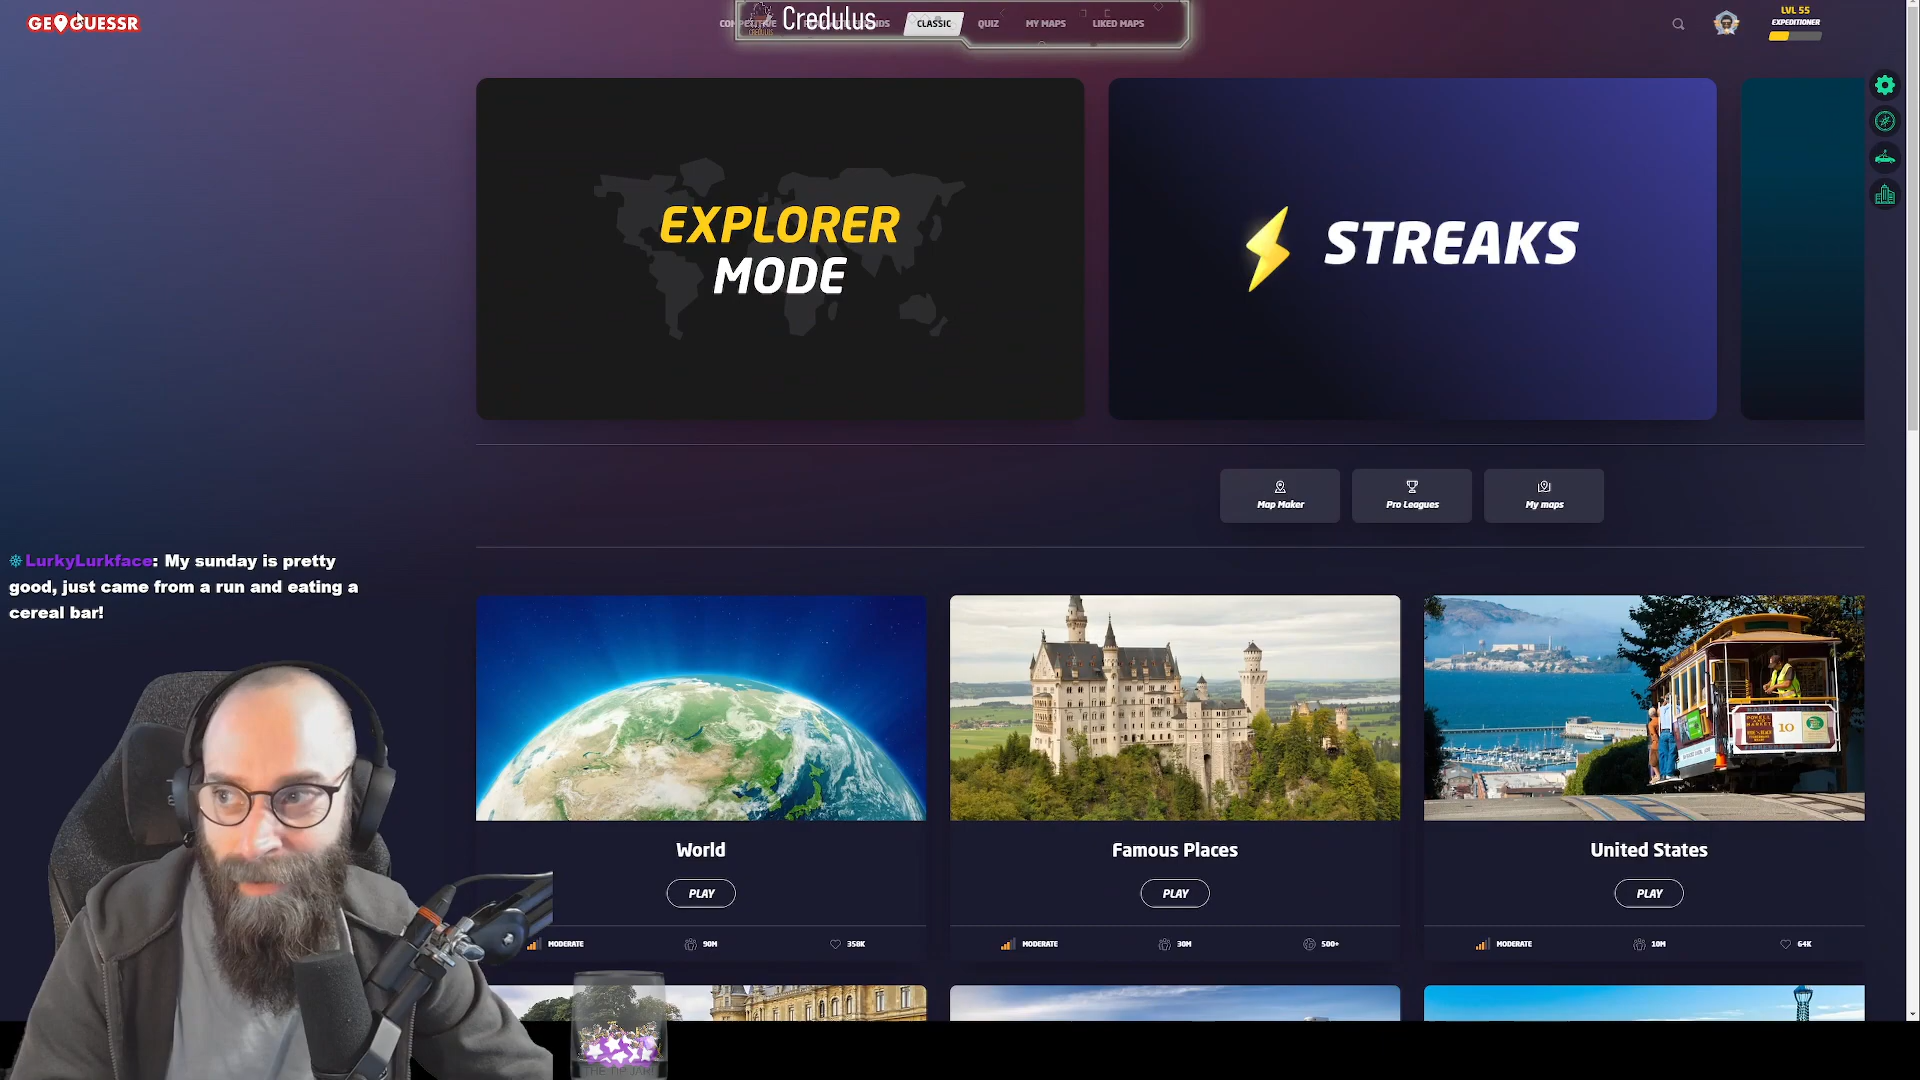 GEOGUESSR
Credulus
CLASSIC
QUIZ
MY MAPS
LIKED MAPS
LVL 55
EXPEDITIONER
EXPLORER
MODE
STREAKS
Map Maker
Pro Leagues
My maps
LurkyLurkface: My sunday is pretty
good, just came from a run and eating a
cereal bar!
World
Famous Places
United States
PLAY
PLAY
PLAY
MODERATE
90M
358K
MODERATE
30M
500+
MODERATE
10M
64K
10